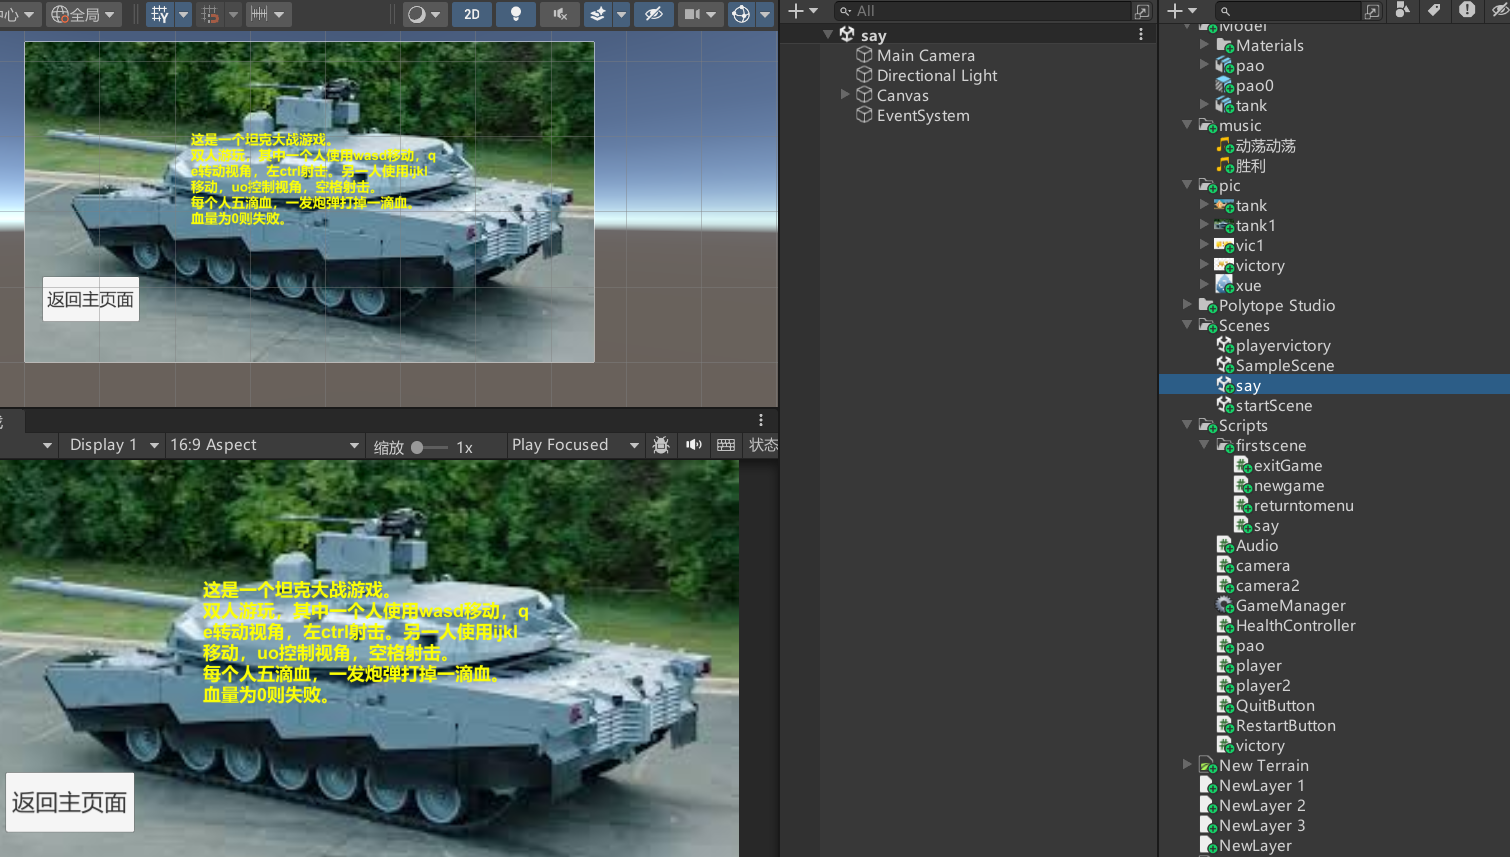 全局
2D
这是一个坦克大战游戏。
双人游玩，其中一个人使用wasd移动，q
e转动视角，左ctrl射击。另一人使用ijkl
移动，uo控制视角，空格射击。
每个人五滴血，一发炮弹打掉一滴血。
血量为0则失败。
返回主页面
Display 1
16:9 Aspect
缩放
1x
Play Focused
状态
这是一个坦克大战游戏。
双人游玩，其中一个人使用wasd移动，q
e转动视角，左ctrl射击。另一人使用ijkl
移动，uo控制视角，空格射击。
每个人五滴血，一发炮弹打掉一滴血。
血量为0则失败。
返回主页面
All
say
Main Camera
Directional Light
Canvas
EventSystem
Model
Materials
pao
pao0
tank
music
动荡动荡
胜利
pic
tank
tank1
vic1
victory
xue
Polytope Studio
Scenes
playervictory
SampleScene
say
startScene
Scripts
firstscene
exitGame
newgame
returntomenu
say
Audio
camera
camera2
GameManager
HealthController
pao
player
player2
QuitButton
RestartButton
victory
New Terrain
NewLayer 1
NewLayer 2
NewLayer 3
NewLayer